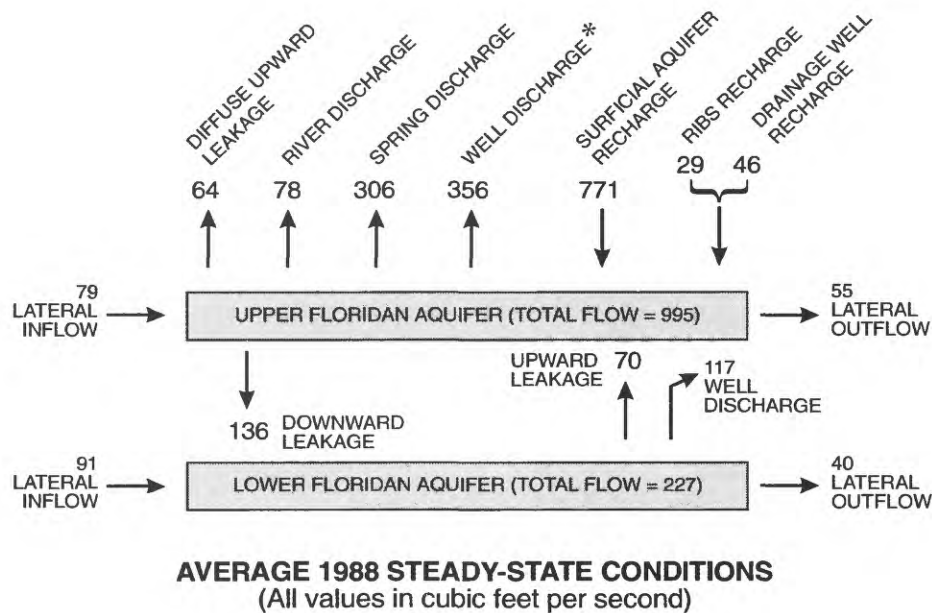 DIFFUSE UPWARD
LEAKAGE
RIVER DISCHARGE
SPRING DISCHARGE
WELL DISCHARGE*
SURFICIAL AQUIFER
RECHARGE
RIBS RECHARGE
DRAINAGE WELL
RECHARGE
64
78
306
356
771
29
46
79
LATERAL
INFLOW
UPPER FLORIDAN AQUIFER (TOTAL FLOW = 995)
55
LATERAL
OUTFLOW
136
DOWNWARD
LEAKAGE
UPWARD
LEAKAGE
70
117
WELL
DISCHARGE
91
LATERAL
INFLOW
LOWER FLORIDAN AQUIFER (TOTAL FLOW = 227)
40
LATERAL
OUTFLOW
AVERAGE 1988 STEADY-STATE CONDITIONS
(All values in cubic feet per second)